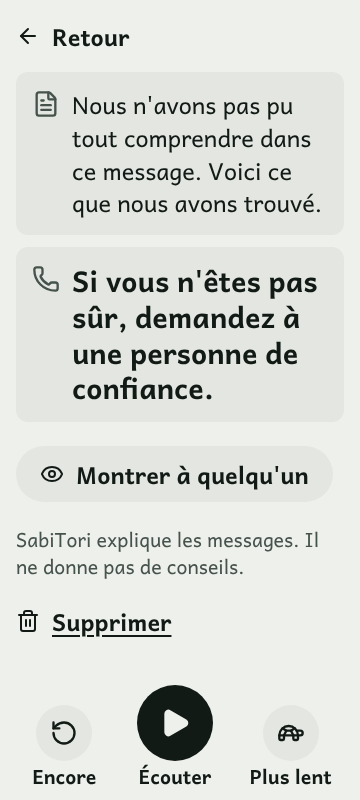 Retour
Nous n'avons pas pu
tout comprendre dans
ce message. Voici ce
que nous avons trouvé.
Si vous n'êtes pas
sûr, demandez à
une personne de
confiance.
Montrer à quelqu'un
SabiTori explique les messages. Il
ne donne pas de conseils.
Supprimer
Encore
Écouter
Plus lent